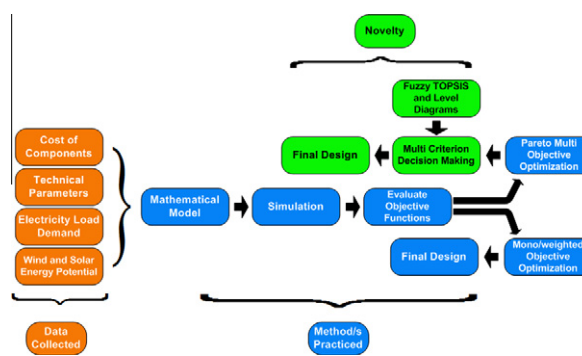 Novelty
Fuzzy TOPSIS
and Level
Diagrams
Cost of
Components
Final Design
Multi Criterion
Decision Making
Pareto Multi
Objective
Optimization
Technical
Parameters
Mathematical
Model
Simulation
Evaluate
Objective
Functions
Electricity Load
Demand
Wind and Solar
Energy Potential
Final Design
Mono/weighted
Objective
Optimization
Data
Collected
Method/s
Practiced